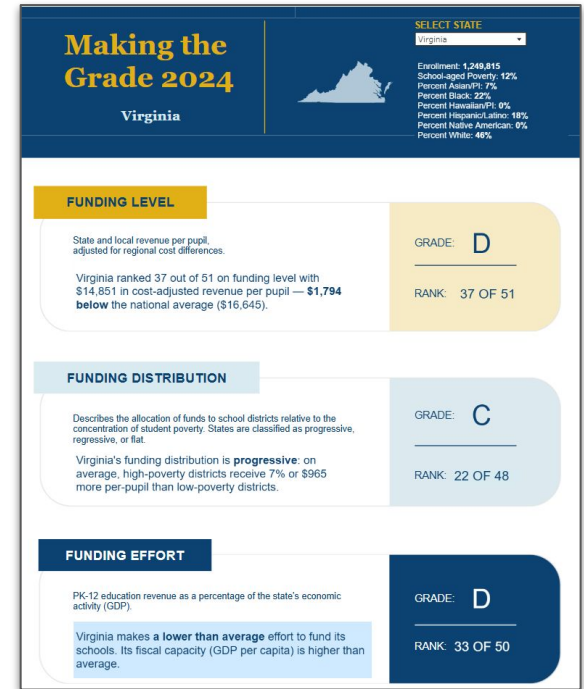 Making the
Grade 2024
Virginia
SELECT STATE
Virginia
Enrollment: 1,249,815
School-aged Poverty: 12%
Percent Asian/PI: 7%
Percent Black: 22%
Percent Hawaiian/PI: 0%
Percent Hispanic/Latino: 18%
Percent Native American: 0%
Percent White: 46%
FUNDING LEVEL
State and local revenue per pupil,
adjusted for regional cost differences.
Virginia ranked 37 out of 51 on funding level with
$14,851 in cost-adjusted revenue per pupil — $1,794
below the national average ($16,645).
GRADE: D
RANK: 37 OF 51
FUNDING DISTRIBUTION
Describes the allocation of funds to school districts relative to the
concentration of student poverty. States are classified as progressive,
regressive, or flat.
Virginia's funding distribution is progressive: on
average, high-poverty districts receive 7% or $965
more per-pupil than low-poverty districts.
GRADE: C
RANK: 22 OF 48
FUNDING EFFORT
PK-12 education revenue as a percentage of the state's economic
activity (GDP).
Virginia makes a lower than average effort to fund its
schools. Its fiscal capacity (GDP per capita) is higher than
average.
GRADE: D
RANK: 33 OF 50